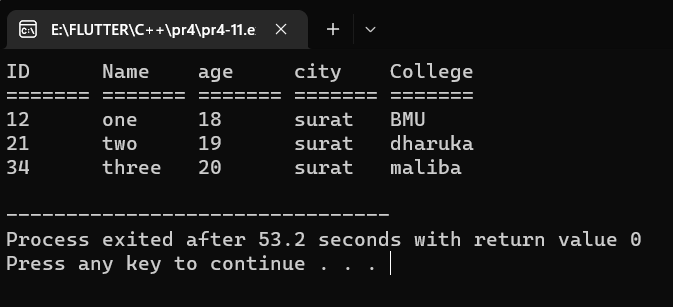 E:\FLUTTER\C++\pr4\pr4-11.e
ID Name age city College
======= ======= ======= ======= =======
12 one 18 surat BMU
21 two 19 surat dharuka
34 three 20 surat maliba
--------------------------------
Process exited after 53.2 seconds with return value 0
Press any key to continue . . .